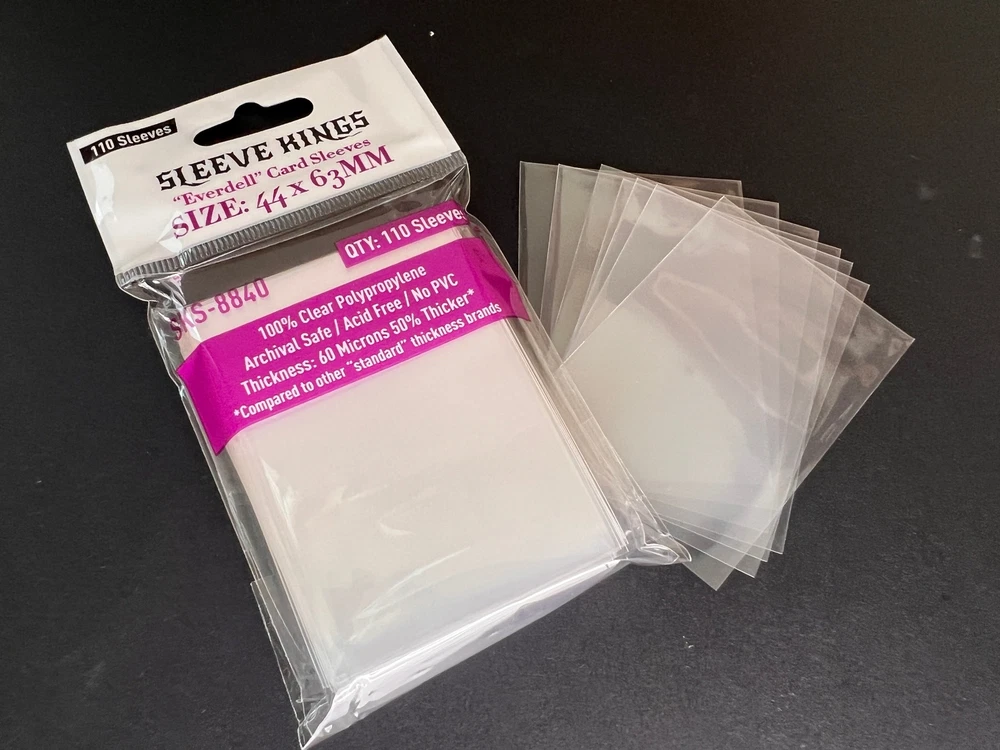 110 Sleeves
SLEEVE KINGS
"Everdell" Card Sleeves
SIZE: 44 x 63MM
QTY: 110 Sleeves
SKS-8840
100% Clear Polypropylene
Archival Safe / Acid Free / No PVC
Thickness: 60 Microns 50% Thicker*
*Compared to other "standard" thickness brands